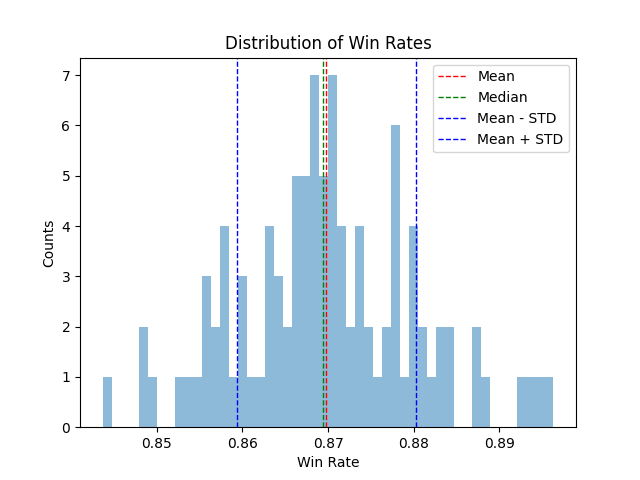 Distribution of Win Rates
7
6
5
4
3
2
1
0
Counts
Mean
Median
Mean - STD
Mean + STD
0.85
0.86
0.87
0.88
0.89
Win Rate